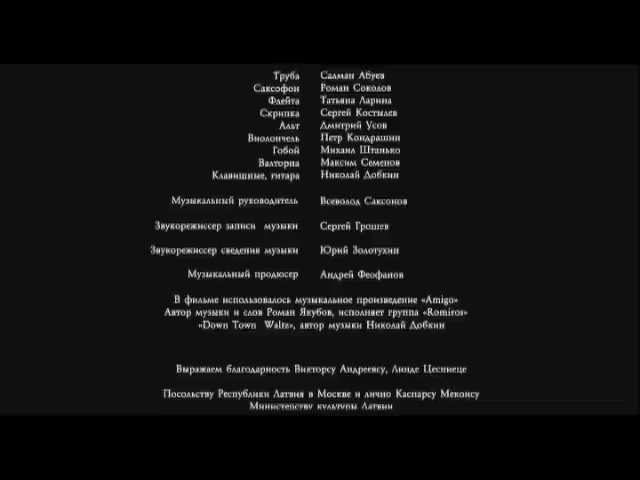 Труба Салман Абуев
Саксофон Роман Соколов
Флейта Татьяна Ларина
Скрипка Сергей Костылев
Альт Дмитрий Усов
Виолончель Петр Кондрашин
Гобой Михаил Штанько
Валторна Максим Семенов
Клавишные, гитара Николай Добкин
Музыкальный руководитель Всеволод Саксонов
Звукорежиссер записи музыки Сергей Грошев
Звукорежиссер сведения музыки Юрий Золотухин
Музыкальный продюсер Андрей Феофанов
В фильме использовалось музыкальное произведение «Amigo»
Автор музыки и слов Роман Якубов, исполняет группа «Romiros»
«Down Town Waltz», автор музыки Николай Добкин
Выражаем благодарность Викторсу Андреевсу, Линде Цесниеце
Посольству Республики Латвия в Москве и лично Каспарсу Меконсу
Министерству культуры Латвии